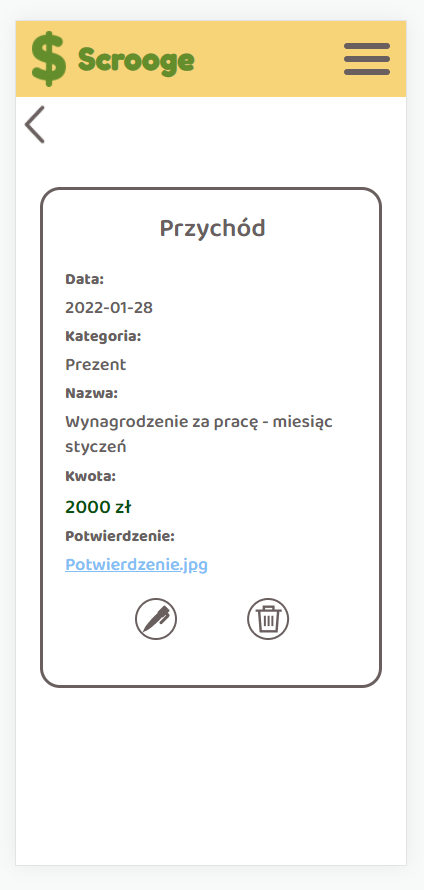 $ Scrooge
Przychód
Data:
2022-01-28
Kategoria:
Prezent
Nazwa:
Wynagrodzenie za pracę - miesiąc
styczeń
Kwota:
2000 zł
Potwierdzenie:
Potwierdzenie.jpg